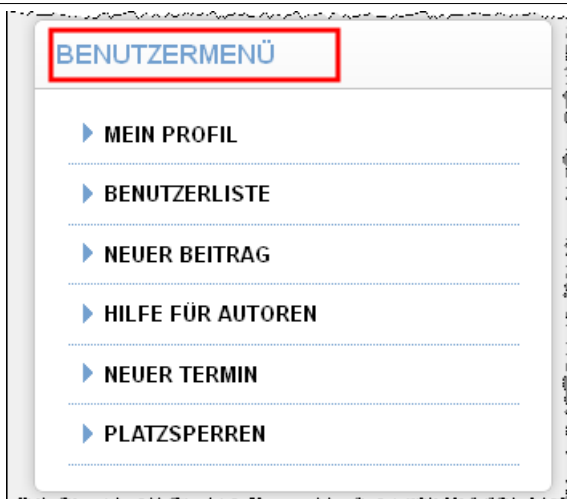 BENUTZERMENÜ
MEIN PROFIL
BENUTZERLISTE
NEUER BEITRAG
HILFE FÜR AUTOREN
NEUER TERMIN
PLATZSPERREN